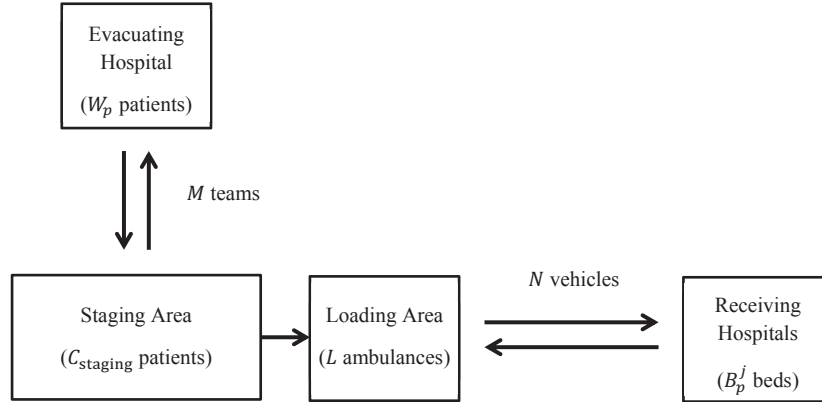 Evacuating
Hospital
(W_p patients)
M teams
N vehicles
Staging Area
(C_staging patients)
Loading Area
(L ambulances)
Receiving
Hospitals
(B_p^j beds)